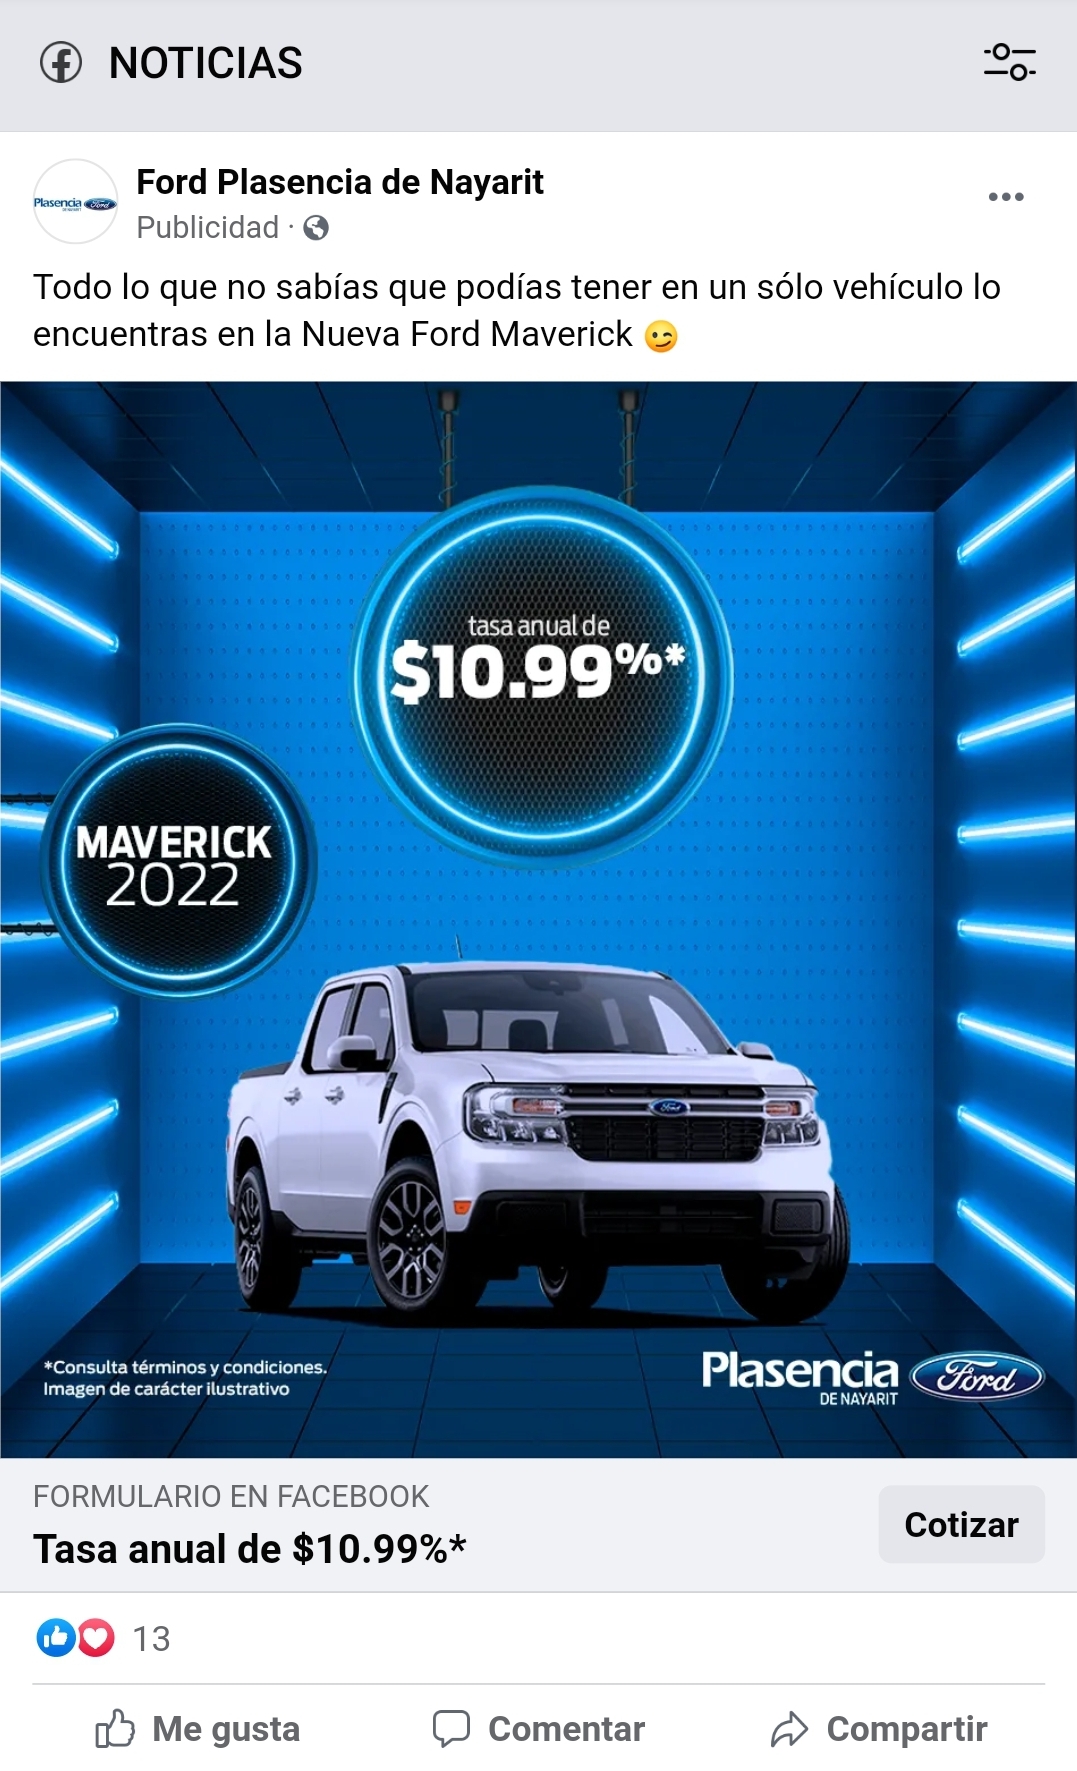 NOTICIAS
Ford Plasencia de Nayarit
Publicidad ·
Todo lo que no sabías que podías tener en un sólo vehículo lo
encuentras en la Nueva Ford Maverick 😏
tasa anual de
$10.99%*
MAVERICK
2022
*Consulta términos y condiciones.
Imagen de carácter ilustrativo
Plasencia Ford
DE NAYARIT
FORMULARIO EN FACEBOOK
Tasa anual de $10.99%*
Cotizar
13
Me gusta Comentar Compartir